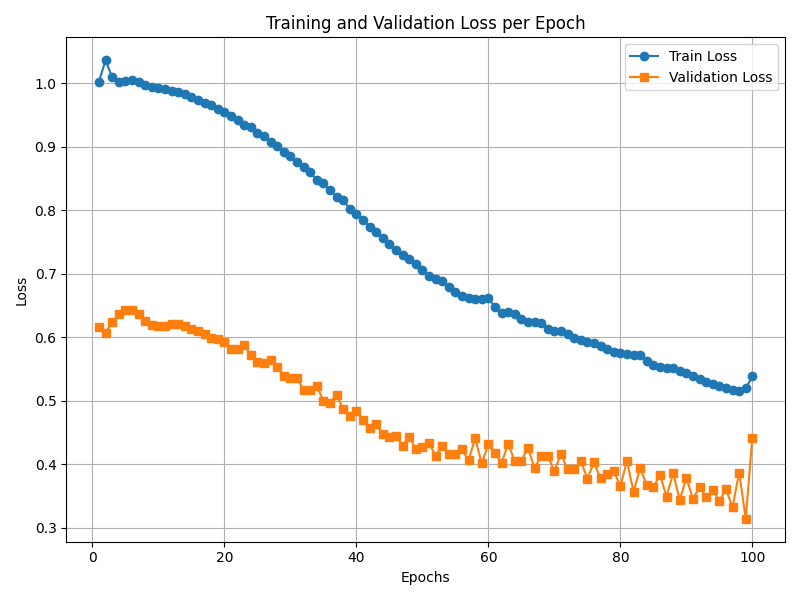 Training and Validation Loss per Epoch
Train Loss
Validation Loss
Loss
1.0
0.9
0.8
0.7
0.6
0.5
0.4
0.3
0 20 40 60 80 100
Epochs